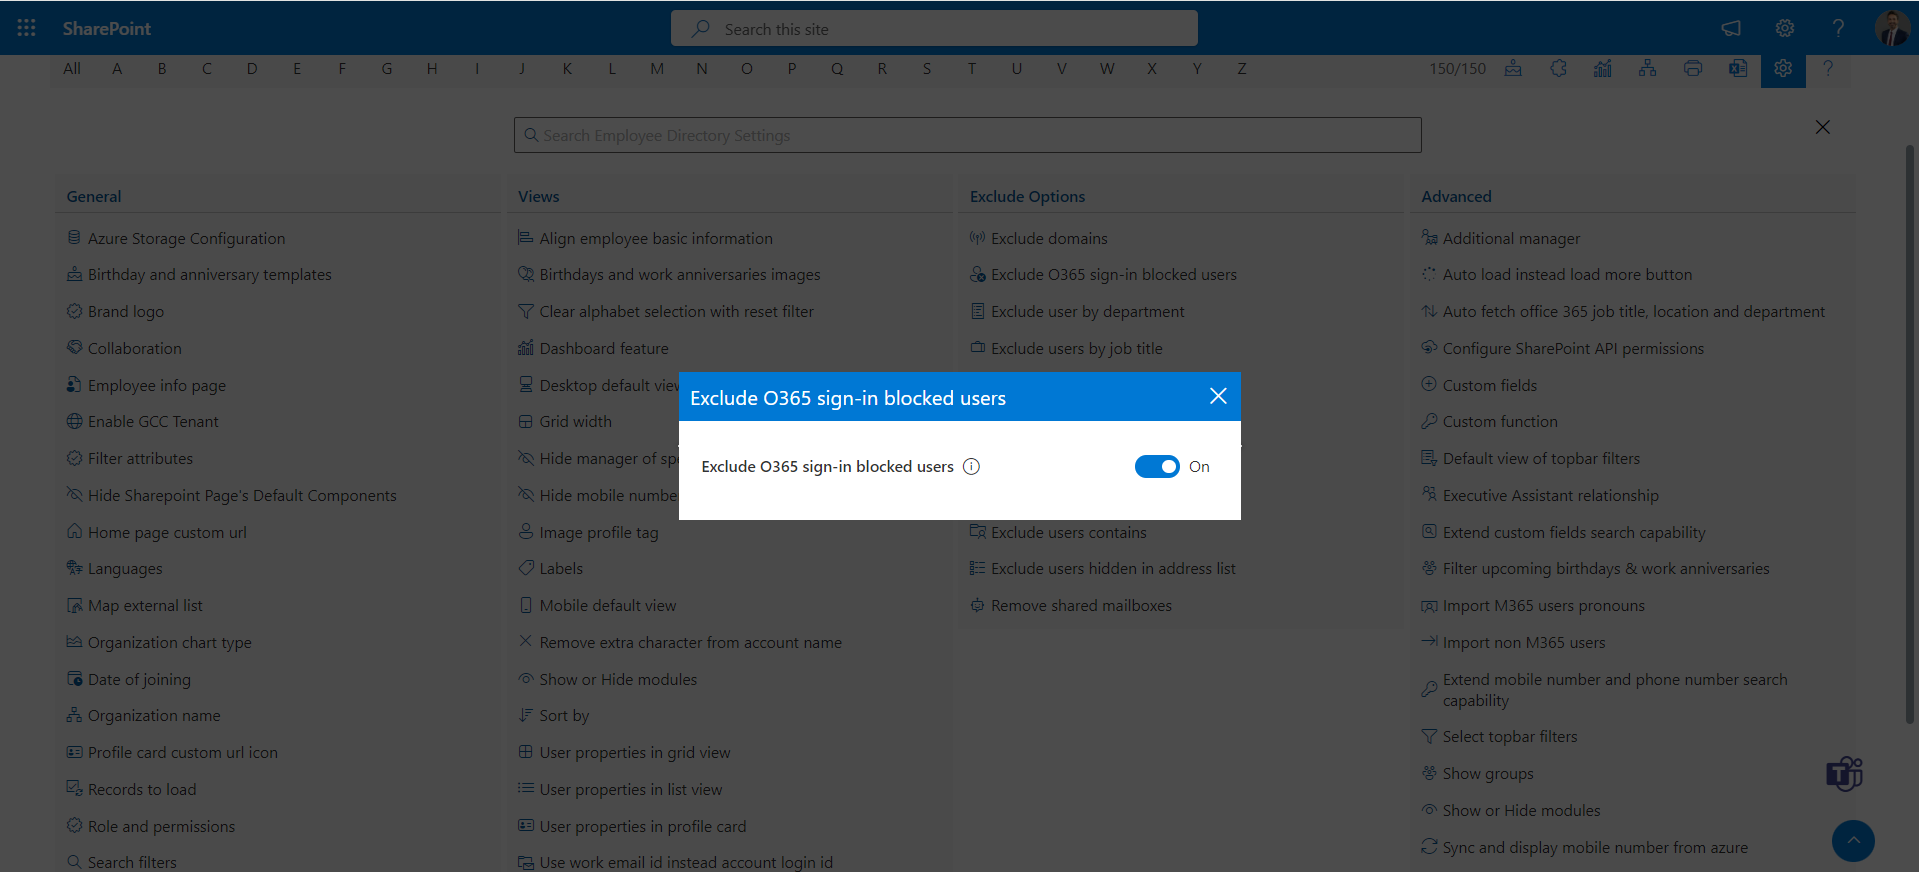 SharePoint
Search this site
All A B C D E F G H I J K L M N O P Q R S T U V W X Y Z 150/150
Search Employee Directory Settings
General
Azure Storage Configuration
Birthday and anniversary templates
Brand logo
Collaboration
Employee info page
Enable GCC Tenant
Filter attributes
Hide Sharepoint Page's Default Components
Home page custom url
Languages
Map external list
Organization chart type
Date of joining
Organization name
Profile card custom url icon
Records to load
Role and permissions
Search filters
Views
Align employee basic information
Birthdays and work anniversaries images
Clear alphabet selection with reset filter
Dashboard feature
Desktop default view
Grid width
Hide manager of sp
Hide mobile numbe
Image profile tag
Labels
Mobile default view
Remove extra character from account name
Show or Hide modules
Sort by
User properties in grid view
User properties in list view
User properties in profile card
Use work email id instead account login id
Exclude Options
Exclude domains
Exclude O365 sign-in blocked users
Exclude user by department
Exclude users by job title
Exclude users contains
Exclude users hidden in address list
Remove shared mailboxes
Advanced
Additional manager
Auto load instead load more button
Auto fetch office 365 job title, location and department
Configure SharePoint API permissions
Custom fields
Custom function
Default view of topbar filters
Executive Assistant relationship
Extend custom fields search capability
Filter upcoming birthdays & work anniversaries
Import M365 users pronouns
Import non M365 users
Extend mobile number and phone number search
capability
Select topbar filters
Show groups
Show or Hide modules
Sync and display mobile number from azure
Exclude O365 sign-in blocked users
Exclude O365 sign-in blocked users On